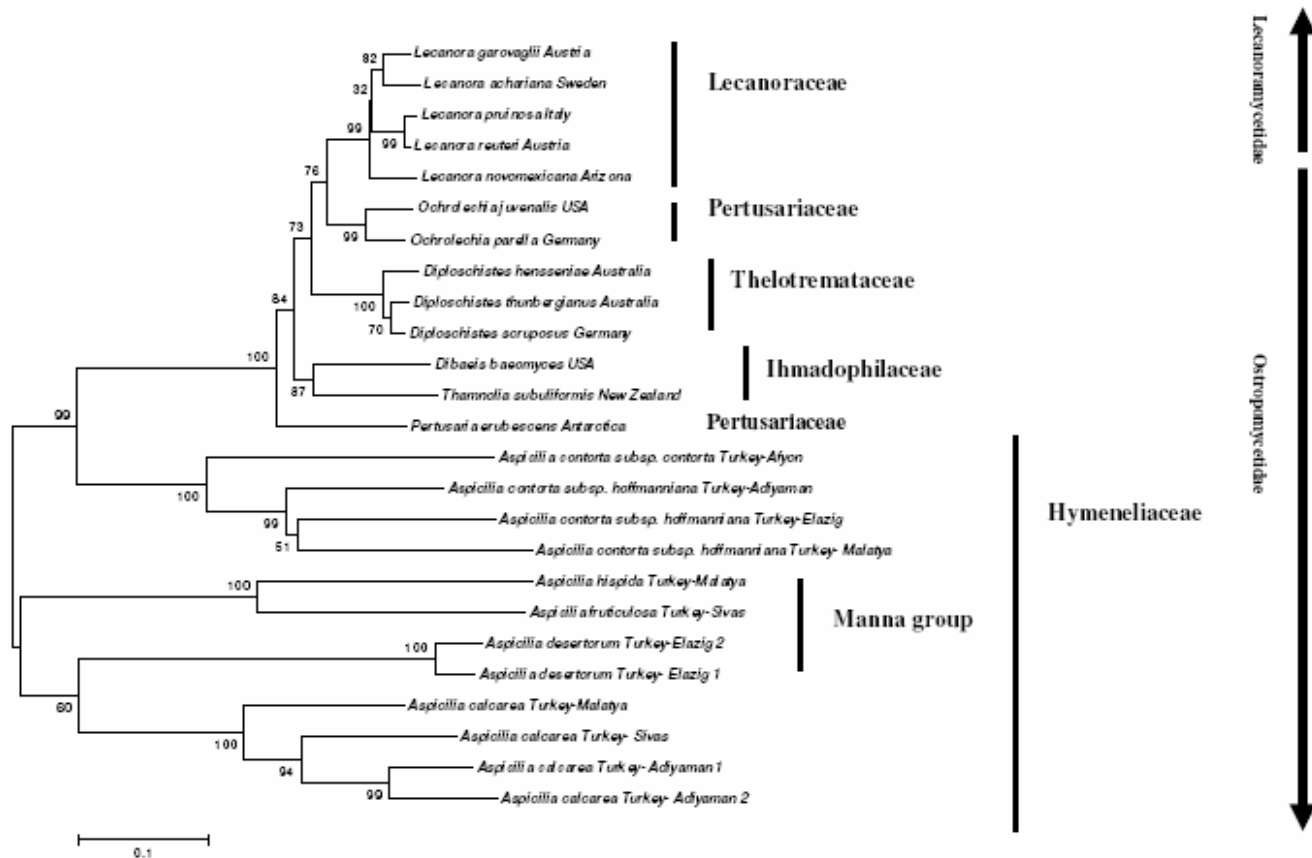 Lecanora garovaglii Austria
Lecanora achariana Sweden
Lecanora pruinosa Italy
Lecanora reuteri Austria
Lecanora novomexicana Arizona
Ochrolechia juvenalis USA
Ochrolechia parella Germany
Diploschistes hensseniae Australia
Diploschistes thunbergianus Australia
Diploschistes scruposus Germany
Dibaeis baeomyces USA
Thamnolia subuliformis New Zealand
Pertusaria erubescens Antarctica
Aspicilia contorta subsp. contorta Turkey-Afyon
Aspicilia contorta subsp. hoffmanniana Turkey-Adiyaman
Aspicilia contorta subsp. hoffmanniana Turkey-Elazig
Aspicilia contorta subsp. hoffmanniana Turkey- Malatya
Aspicilia hispida Turkey-Malatya
Aspicilia fruticulosa Turkey-Sivas
Aspicilia desertorum Turkey-Elazig 2
Aspicilia desertorum Turkey- Elazig 1
Aspicilia calcarea Turkey-Malatya
Aspicilia calcarea Turkey- Sivas
Aspicilia calcarea Turkey-Adiyaman 1
Aspicilia calcarea Turkey- Adiyaman 2
82
32
99
99
76
99
73
100
70
84
87
100
99
100
99
51
100
100
60
100
94
99
0.1
Lecanoraceae
Pertusariaceae
Thelotremataceae
Ihmadophilaceae
Pertusariaceae
Manna group
Hymeneliaceae
Lecanoramycetidae
Ostropomycetidae